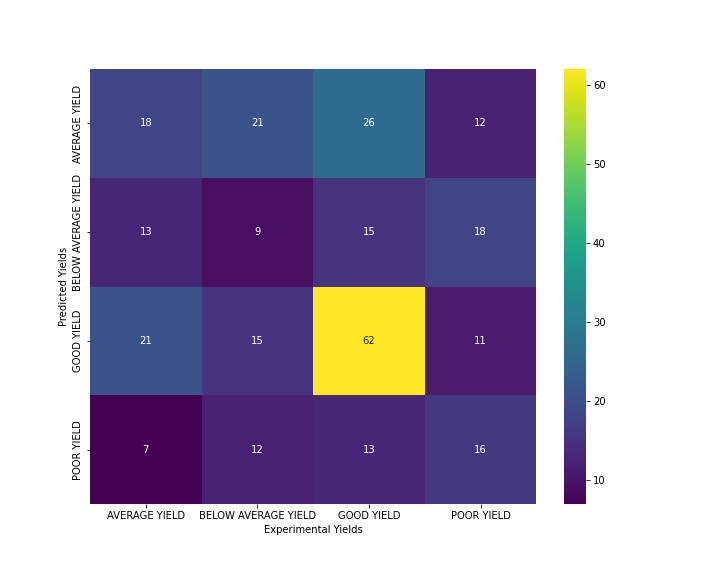 AVERAGE YIELD
BELOW AVERAGE YIELD
GOOD YIELD
POOR YIELD
Predicted Yields
18 21 26 12
13 9 15 18
21 15 62 11
7 12 13 16
AVERAGE YIELD BELOW AVERAGE YIELD GOOD YIELD POOR YIELD
Experimental Yields
60
50
40
30
20
10